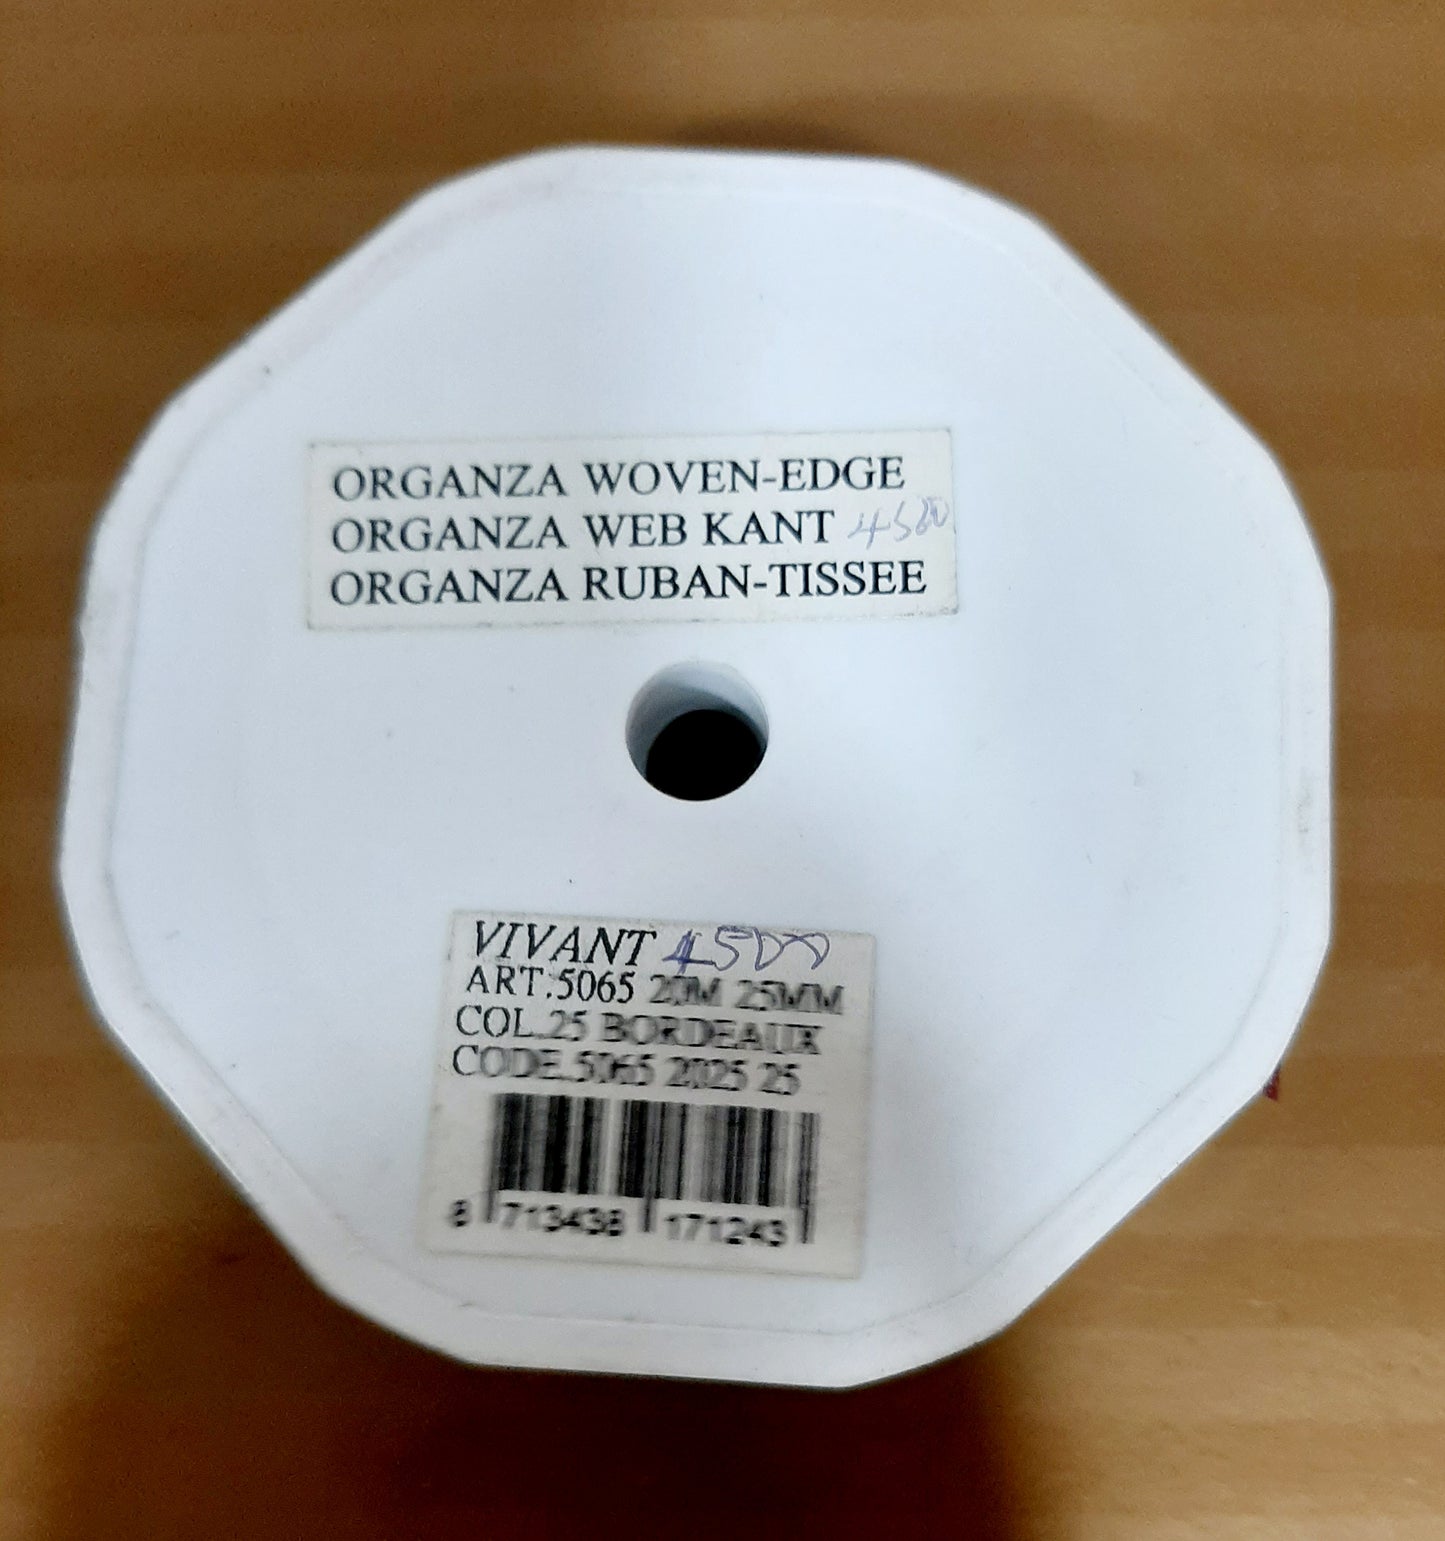 ORGANZA WOVEN-EDGE
ORGANZA WEB KANT 4500
ORGANZA RUBAN-TISSEE
VIVANT 4500
ART:5065 20M 25MM
COL.25 BORDEAUX
CODE.5065 2025 25
8 713438 171243